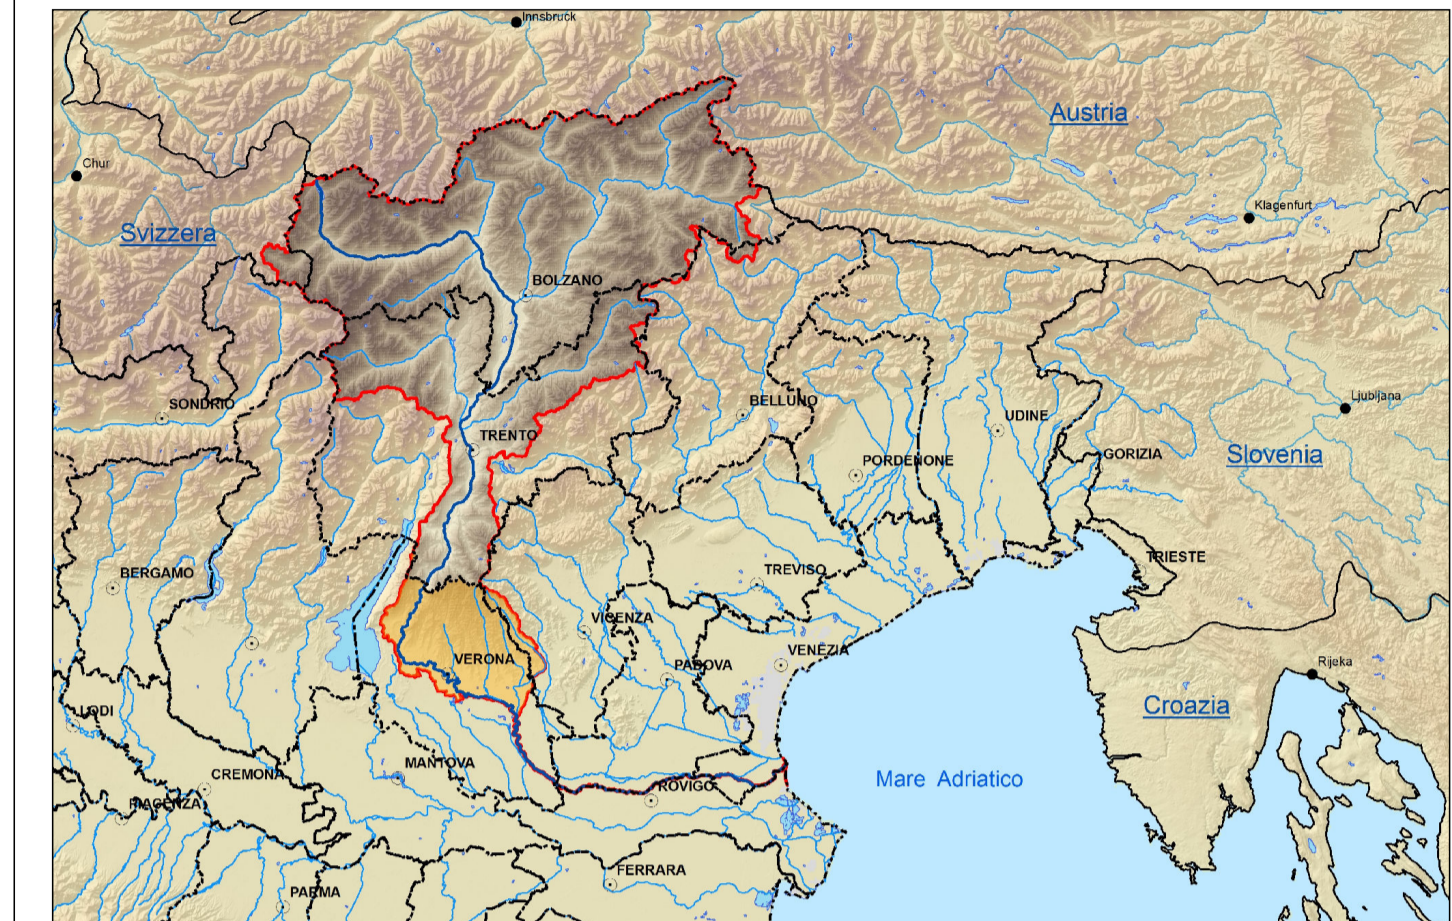 Innsbruck
Austria
Chur
Klagenfurt
Svizzera
BOLZANO
SONDRIO
BELLUNO
Ljubljana
UDINE
TRENTO
PORDENONE
GORIZIA
Slovenia
TRIESTE
BERGAMO
TREVISO
VICENZA
VERONA
PADOVA
VENEZIA
Rijeka
LODI
Croazia
MANTOVA
CREMONA
Mare Adriatico
ROVIGO
PIACENZA
FERRARA
PARMA